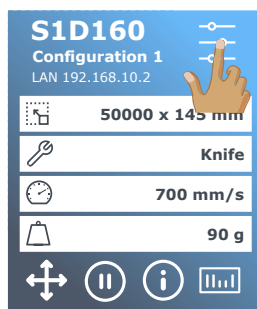 S1D160
Configuration 1
LAN 192.168.10.2
50000 x 145 mm
Knife
700 mm/s
90 g